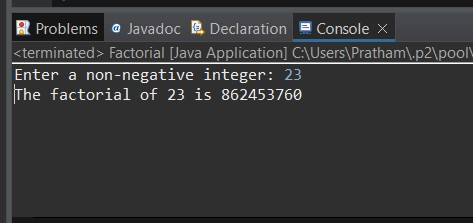 Problems @ Javadoc Declaration Console
<terminated> Factorial [Java Application] C:\Users\Pratham\.p2\pool\
Enter a non-negative integer: 23
The factorial of 23 is 862453760